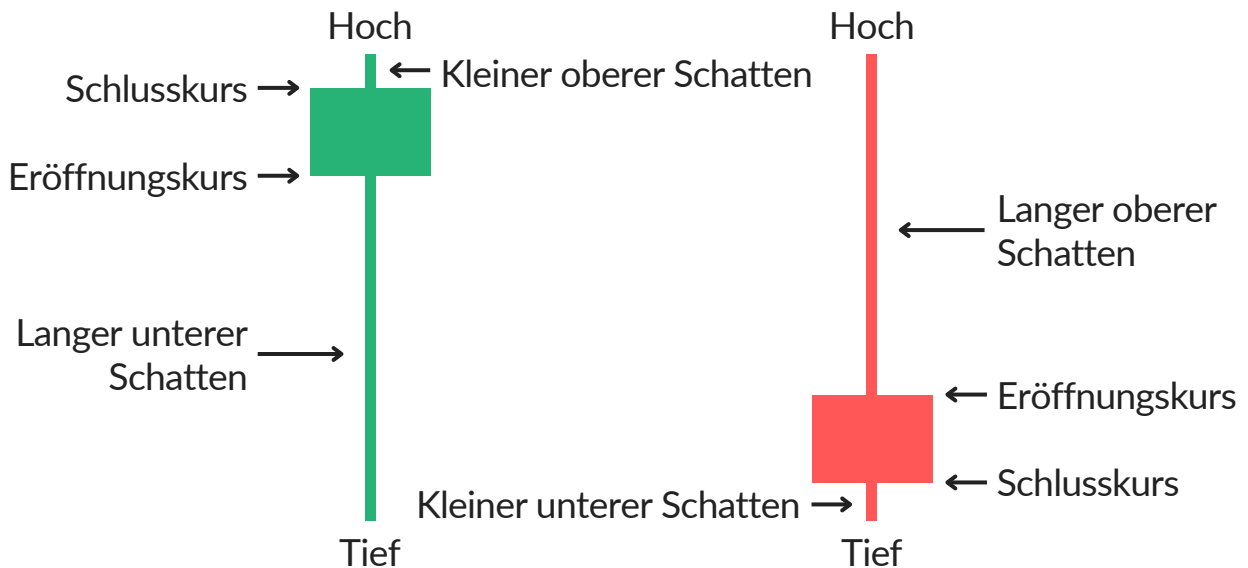 Hoch
Kleiner oberer Schatten
Schlusskurs
Eröffnungskurs
Langer unterer
Schatten
Tief
Hoch
Langer oberer
Schatten
Eröffnungskurs
Schlusskurs
Kleiner unterer Schatten
Tief